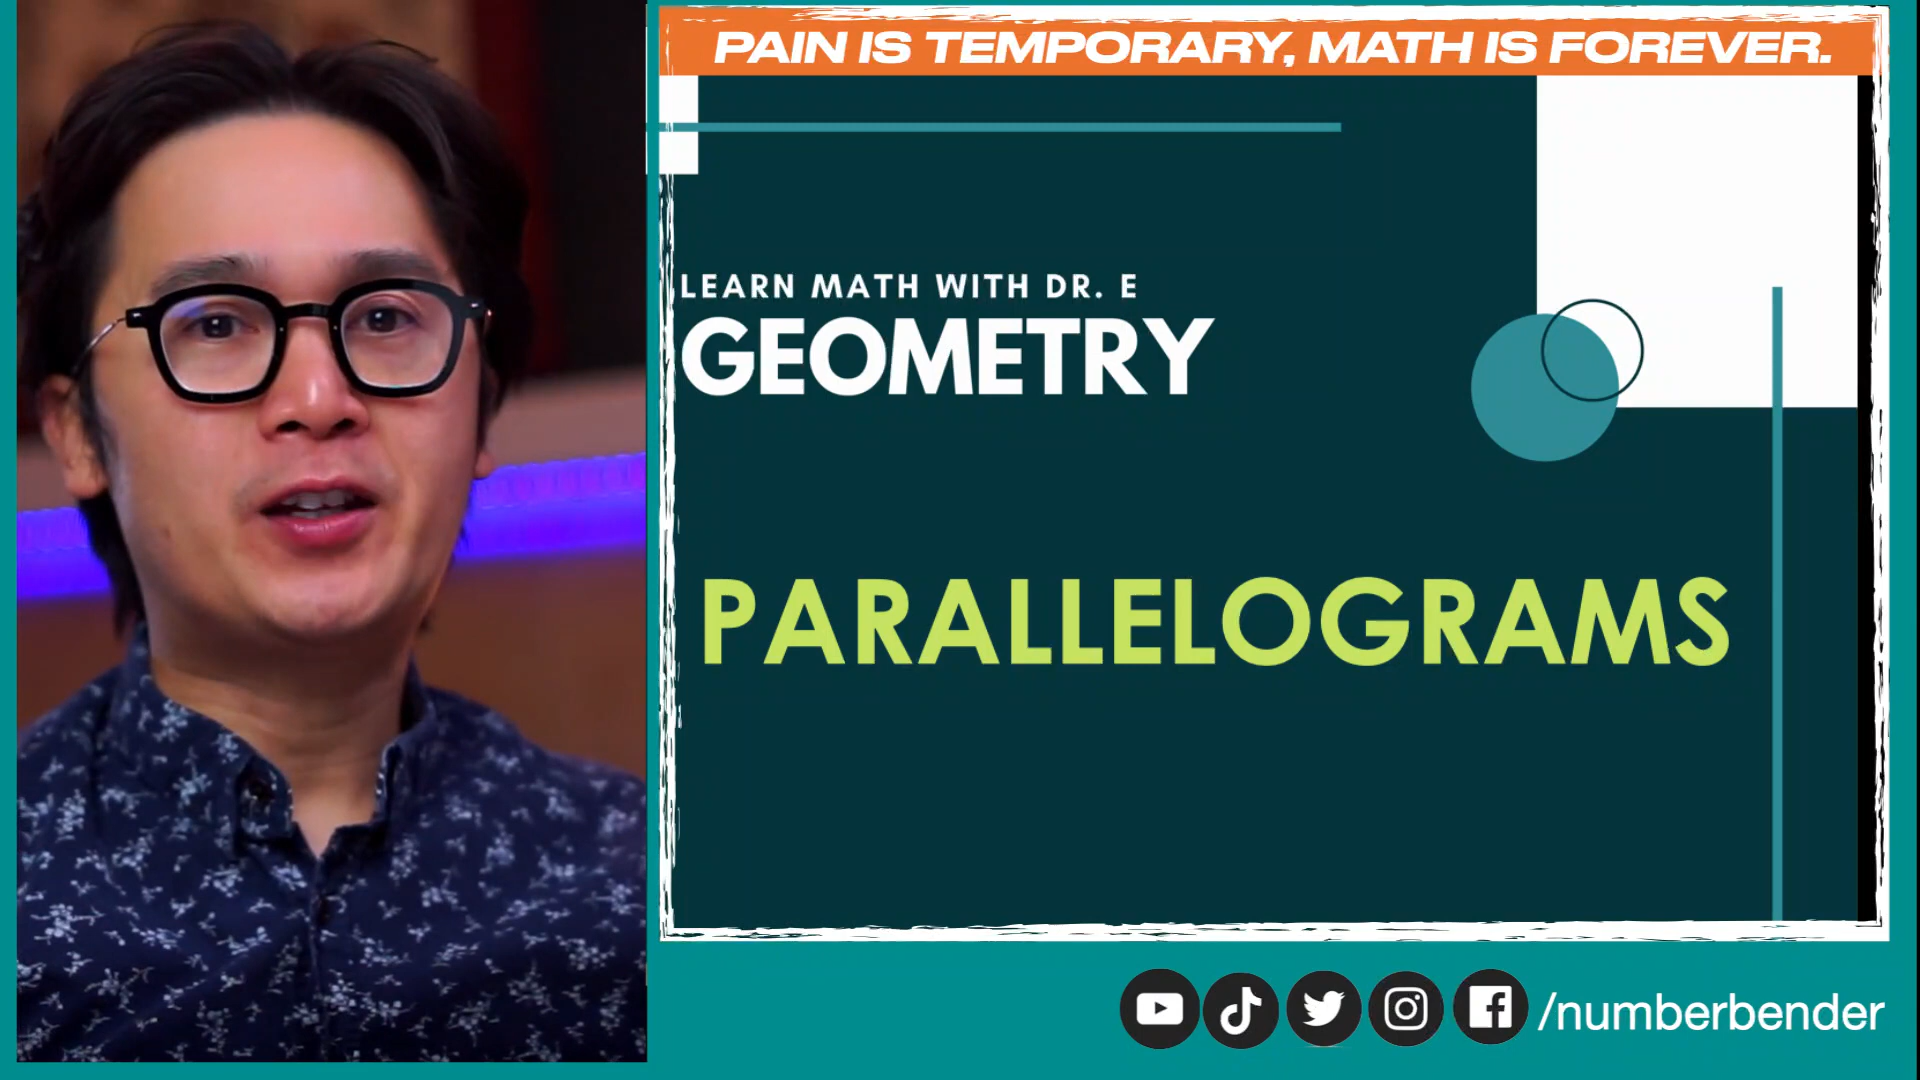 PAIN IS TEMPORARY, MATH IS FOREVER.
LEARN MATH WITH DR. E
GEOMETRY
PARALLELOGRAMS
/numberbender